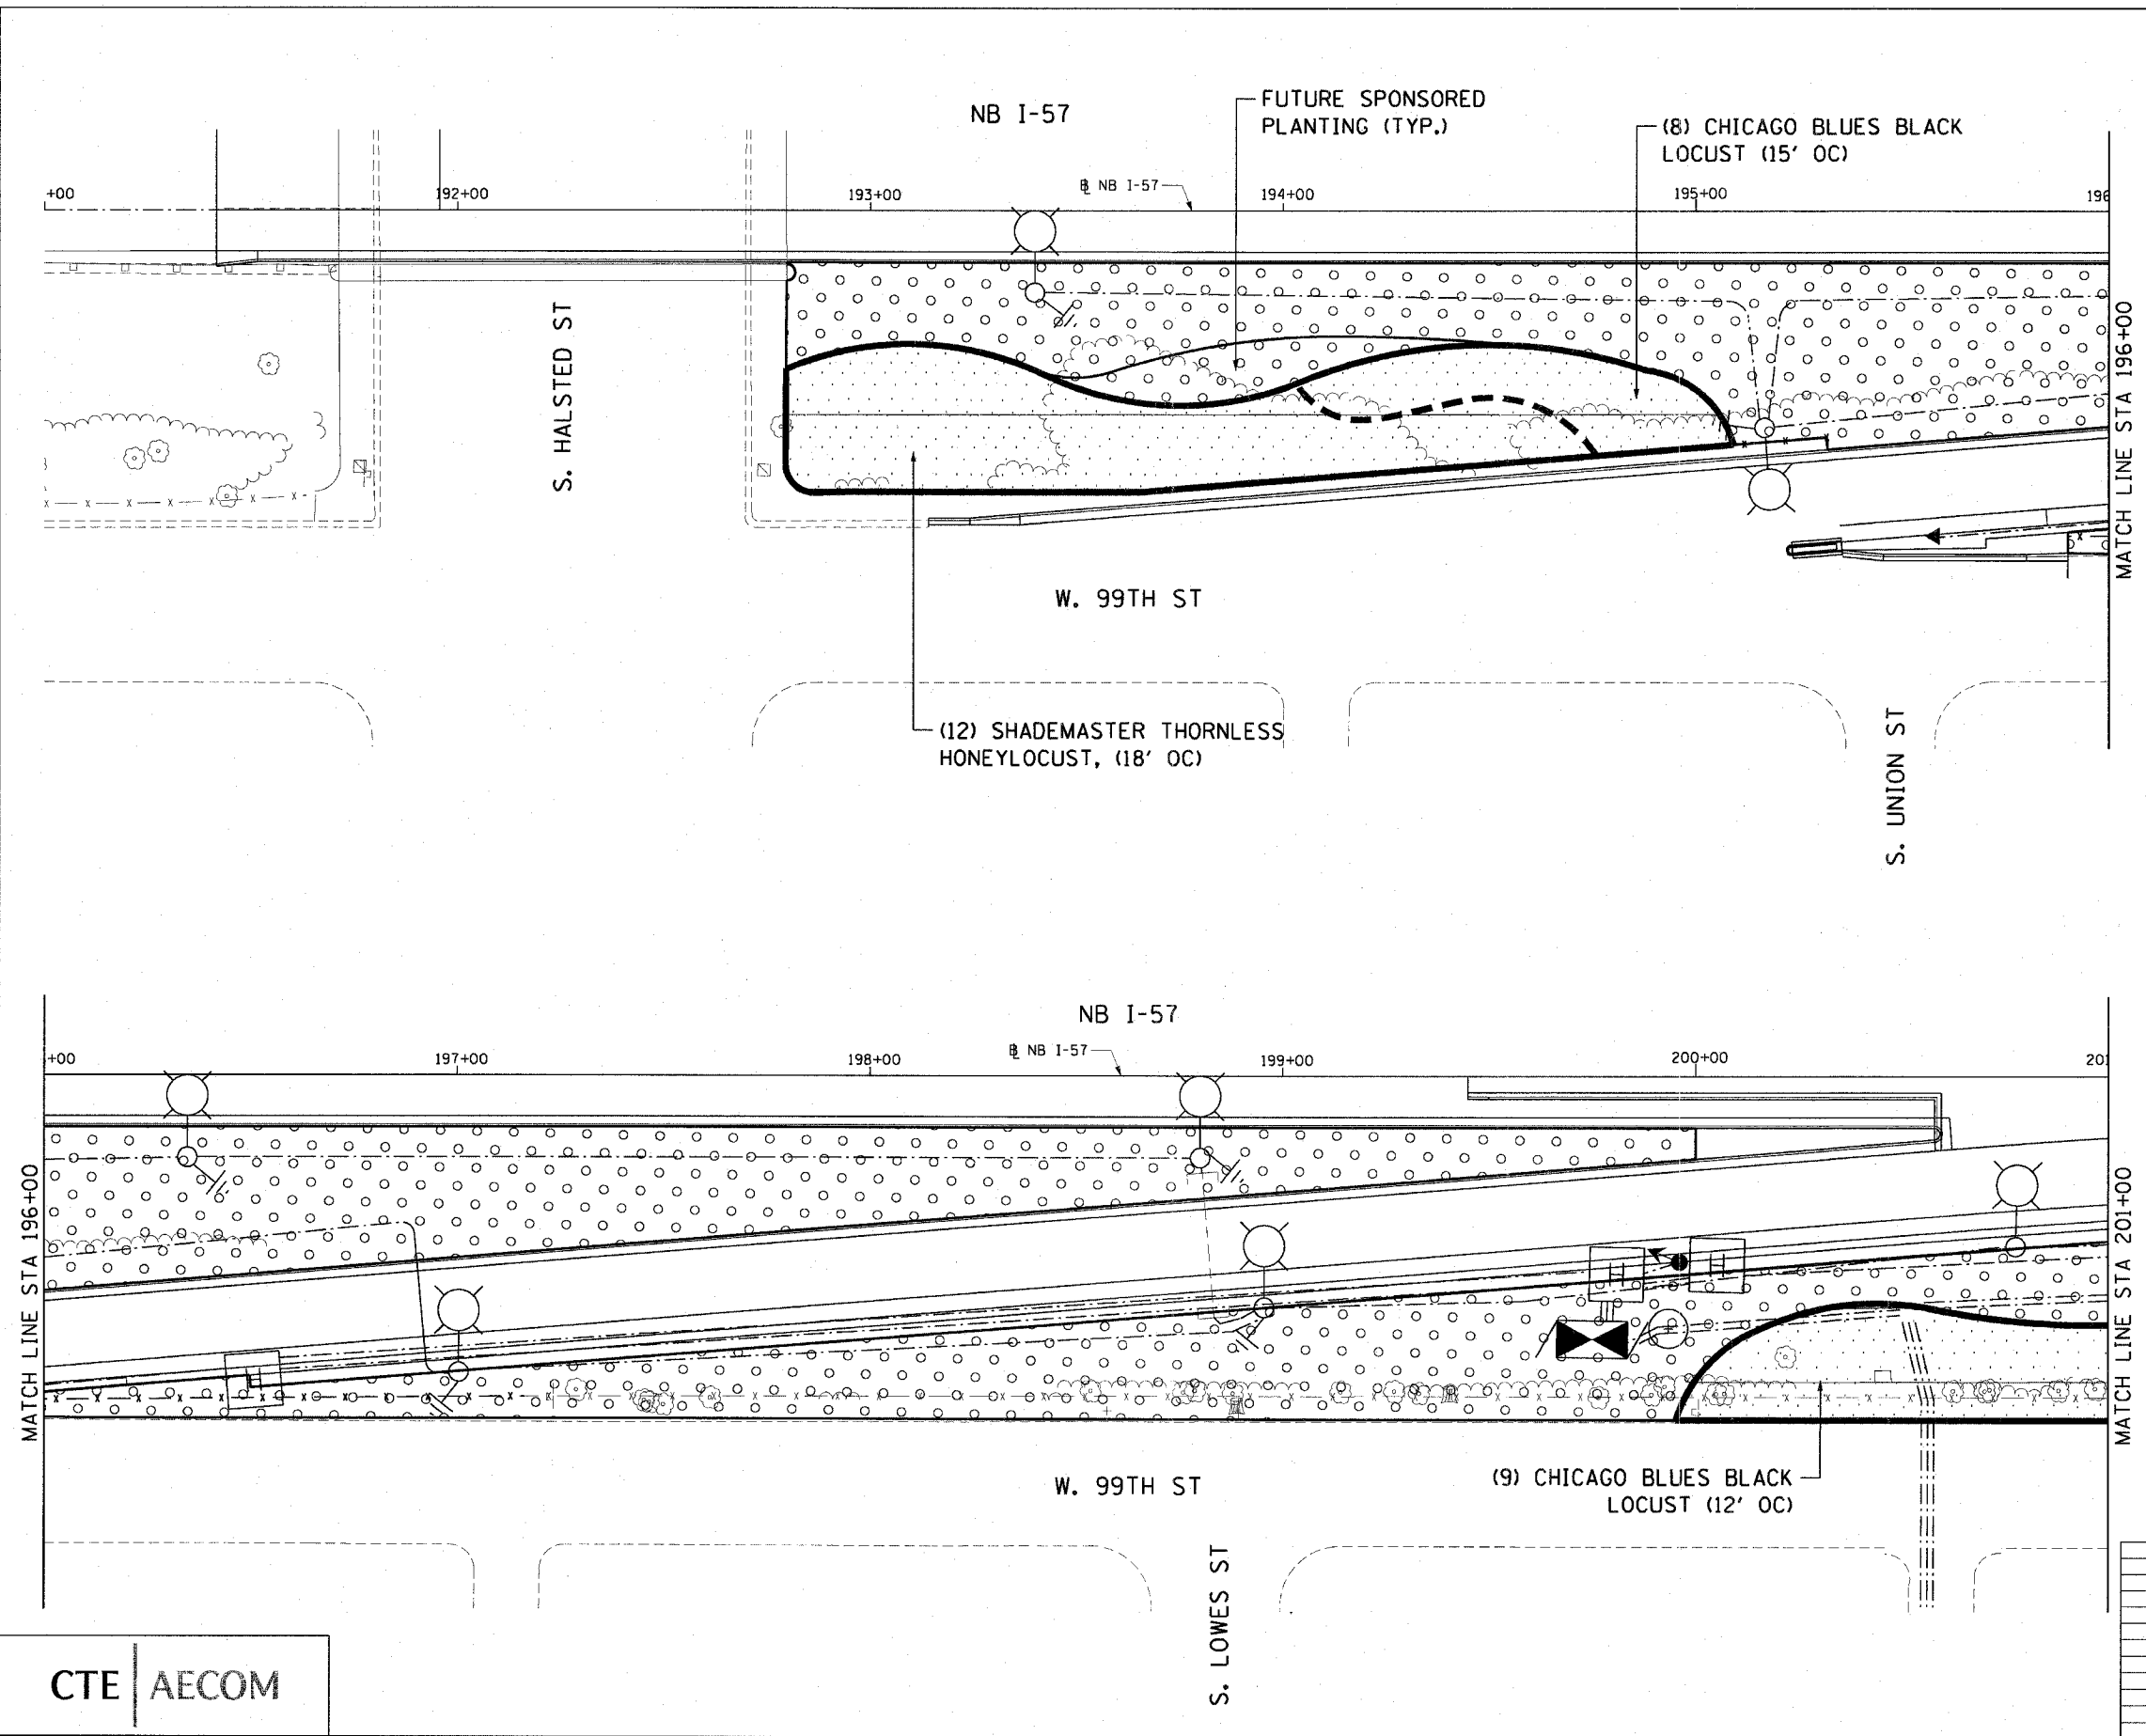 NB I-57
FUTURE SPONSORED
PLANTING (TYP.)
(8) CHICAGO BLUES BLACK
LOCUST (15' OC)
+00
192+00
193+00
℄ NB I-57
194+00
195+00
196
S. HALSTED ST
MATCH LINE STA 196+00
W. 99TH ST
(12) SHADEMASTER THORNLESS
HONEYLOCUST, (18' OC)
S. UNION ST
NB I-57
+00
197+00
198+00
℄ NB I-57
199+00
200+00
201
MATCH LINE STA 196+00
MATCH LINE STA 201+00
H
H
H
W. 99TH ST
(9) CHICAGO BLUES BLACK
LOCUST (12' OC)
S. LOWES ST
CTE | AECOM